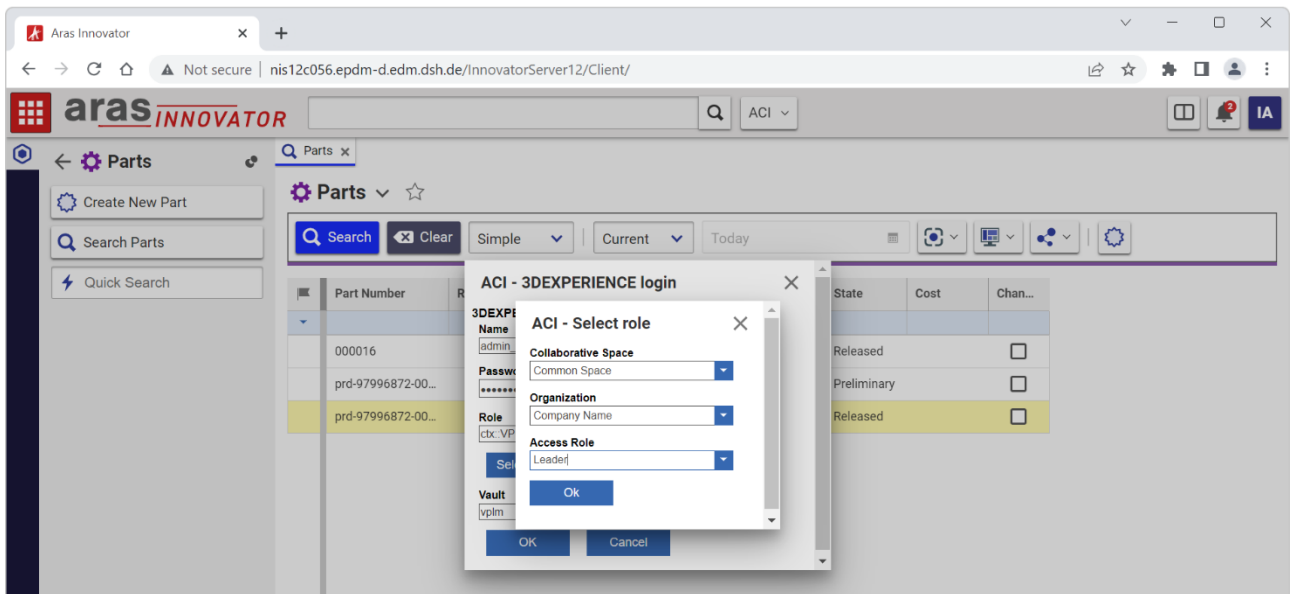 Aras Innovator
Not secure nis12c056.epdm-d.edm.dsh.de/InnovatorServer12/Client/
aras INNOVATOR
ACI
2
IA
Parts
Create New Part
Search Parts
Quick Search
Parts
Parts
Search Clear Simple Current Today
Part Number State Cost Chan...
000016 Released
prd-97996872-00... Preliminary
prd-97996872-00... Released
ACI - 3DEXPERIENCE login
Name
admin_
Role
ctx::VP
Vault
vplm
OK Cancel
ACI - Select role
Collaborative Space
Common Space
Organization
Company Name
Access Role
Leader
Ok